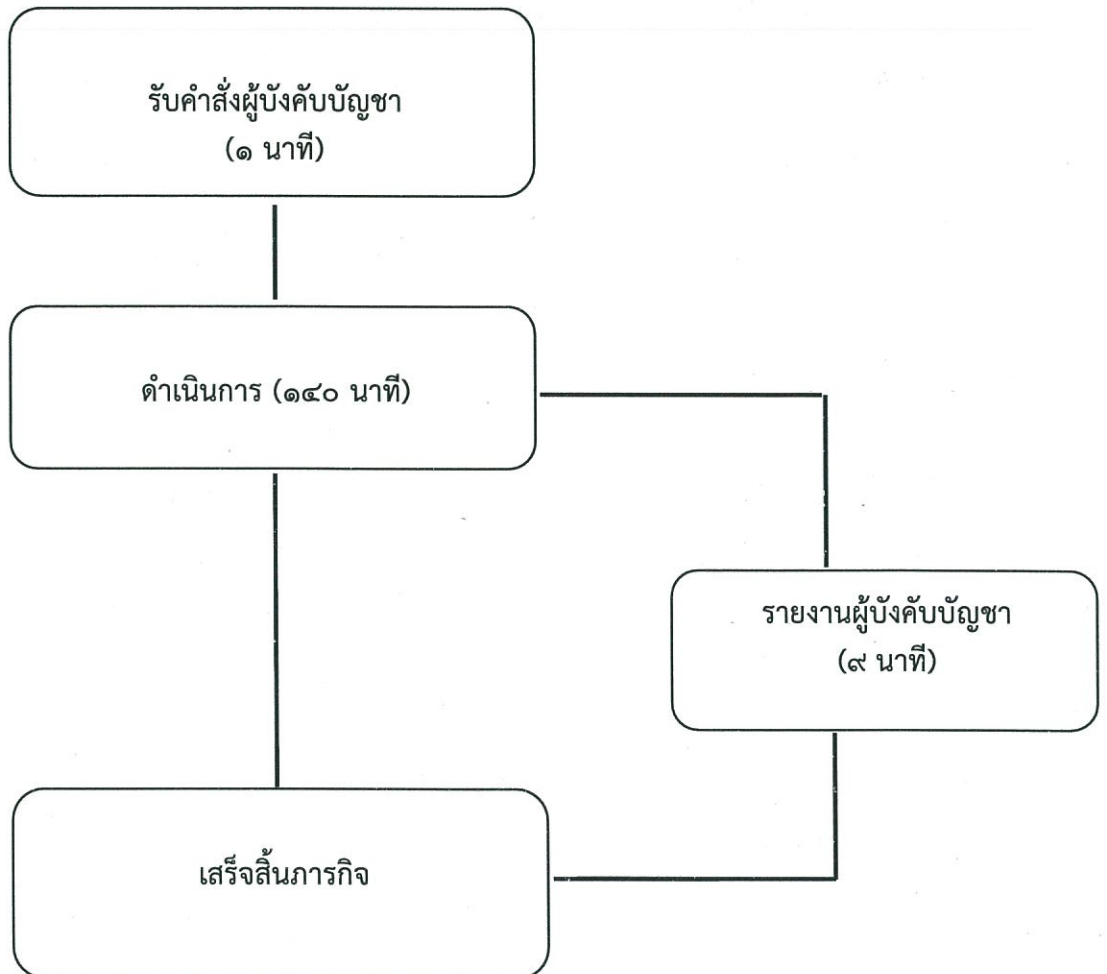 รับคำสั่งผู้บังคับบัญชา
(๑ นาที)
ดำเนินการ (๑๔๐ นาที)
รายงานผู้บังคับบัญชา
(๙ นาที)
เสร็จสิ้นภารกิจ